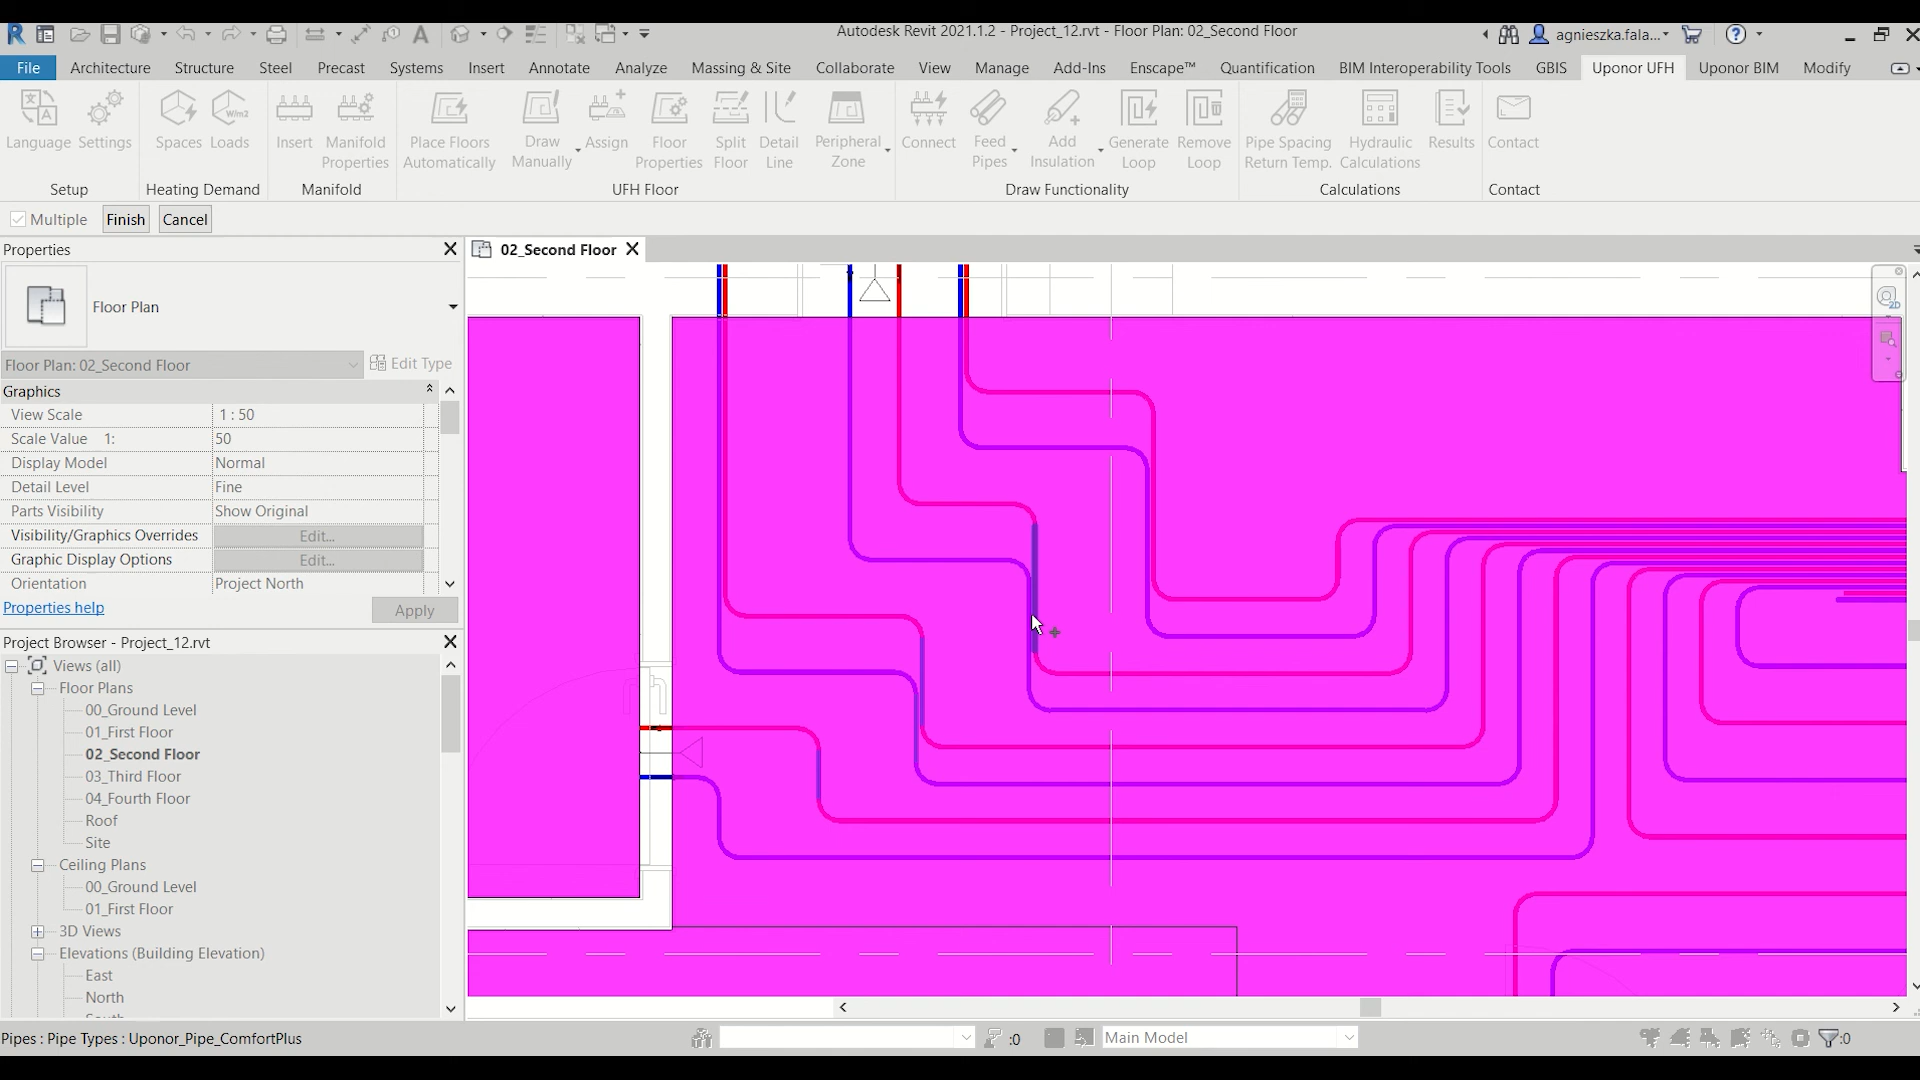 Autodesk Revit 2021.1.2 - Project_12.rvt - Floor Plan: 02_Second Floor
agnieszka.fala...
File Architecture Structure Steel Precast Systems Insert Annotate Analyze Massing & Site Collaborate View Manage Add-Ins Enscape™ Quantification BIM Interoperability Tools GBIS Uponor UFH Uponor BIM Modify
Language Settings Spaces Loads Insert Manifold Properties Place Floors Automatically Draw Manually Assign Floor Properties Split Floor Detail Line Peripheral Zone Connect Feed Pipes Add Insulation Generate Loop Remove Loop Pipe Spacing Return Temp. Hydraulic Calculations Results Contact
Setup Heating Demand Manifold UFH Floor Draw Functionality Calculations Contact
Multiple Finish Cancel
Properties
02_Second Floor
Floor Plan
Floor Plan: 02_Second Floor Edit Type
Graphics
View Scale 1 : 50
Scale Value 1: 50
Display Model Normal
Detail Level Fine
Parts Visibility Show Original
Visibility/Graphics Overrides Edit...
Graphic Display Options Edit...
Orientation Project North
Properties help Apply
Project Browser - Project_12.rvt
Views (all)
Floor Plans
00_Ground Level
01_First Floor
02_Second Floor
03_Third Floor
04_Fourth Floor
Roof
Site
Ceiling Plans
00_Ground Level
01_First Floor
3D Views
Elevations (Building Elevation)
East
North
Pipes : Pipe Types : Uponor_Pipe_ComfortPlus
:0
Main Model
:0